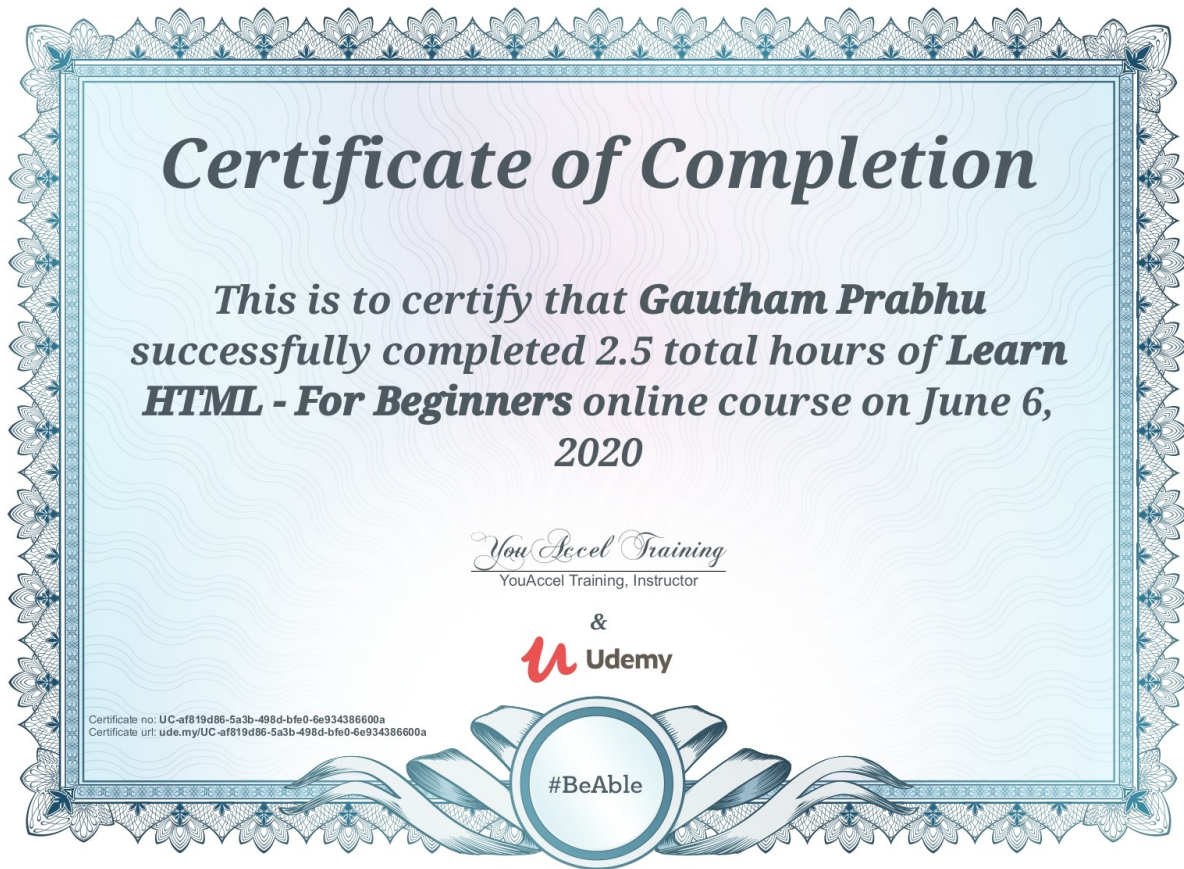 Certificate of Completion
This is to certify that Gautham Prabhu
successfully completed 2.5 total hours of Learn
HTML - For Beginners online course on June 6,
2020
YouAccel Training
YouAccel Training, Instructor
&
Udemy
Certificate no: UC-af819d86-5a3b-498d-bfe0-6e934386600a
Certificate url: ude.my/UC-af819d86-5a3b-498d-bfe0-6e934386600a
#BeAble